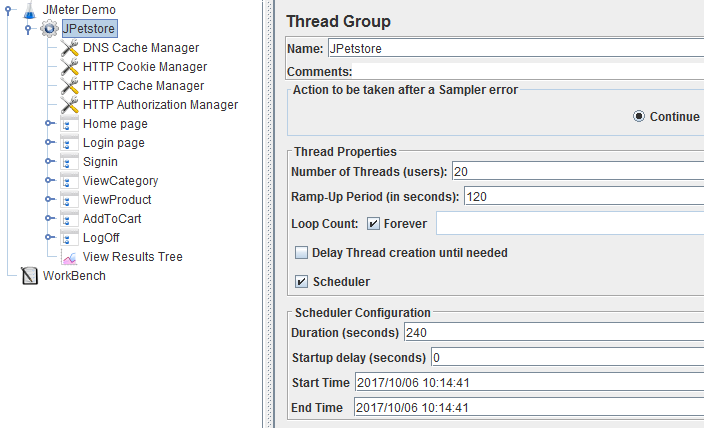 JMeter Demo
JPetstore
DNS Cache Manager
HTTP Cookie Manager
HTTP Cache Manager
HTTP Authorization Manager
Home page
Login page
Signin
ViewCategory
ViewProduct
AddToCart
LogOff
View Results Tree
WorkBench
Thread Group
Name: JPetstore
Comments:
Action to be taken after a Sampler error
Continue
Thread Properties
Number of Threads (users): 20
Ramp-Up Period (in seconds): 120
Loop Count: Forever
Delay Thread creation until needed
Scheduler
Scheduler Configuration
Duration (seconds) 240
Startup delay (seconds) 0
Start Time 2017/10/06 10:14:41
End Time 2017/10/06 10:14:41